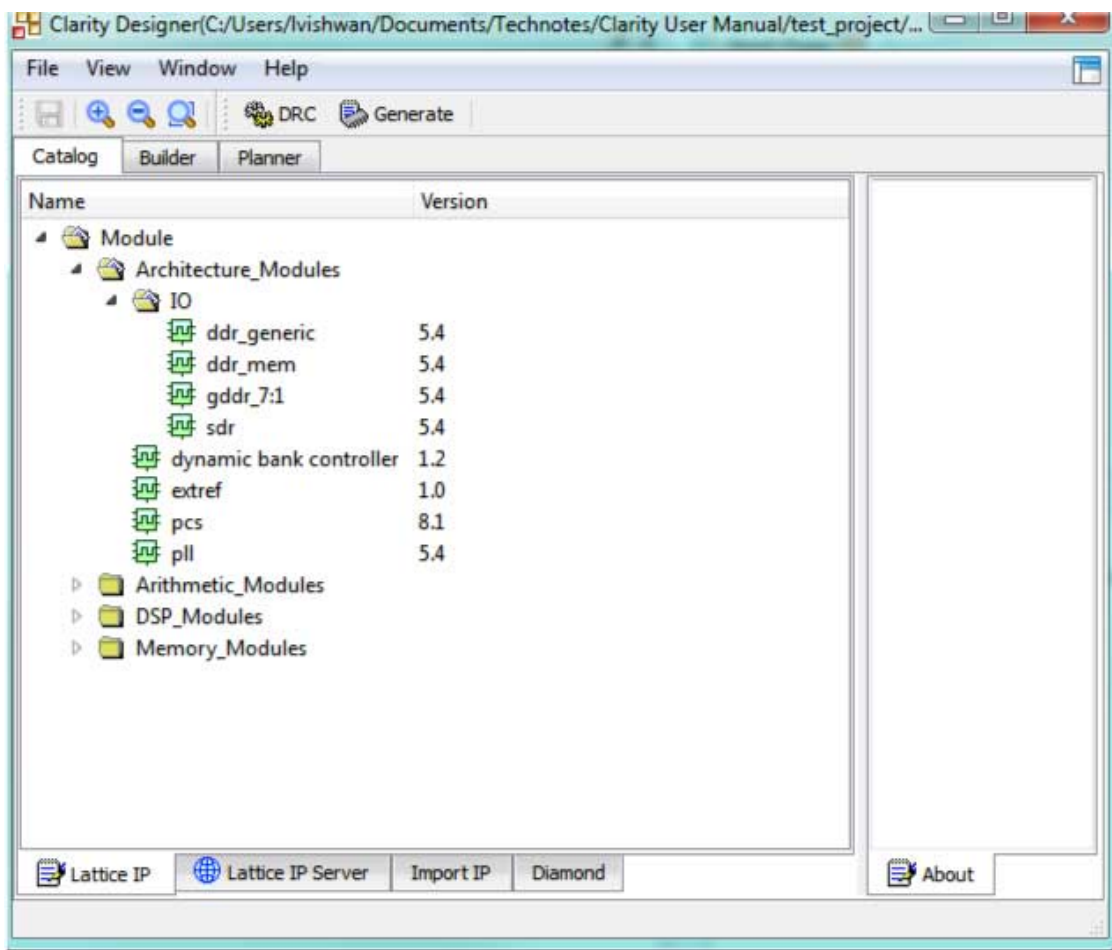 Clarity Designer(C:/Users/lvishwan/Documents/Technotes/Clarity User Manual/test_project/...
File View Window Help
DRC Generate
Catalog Builder Planner
Name Version
Module
Architecture_Modules
IO
ddr_generic 5.4
ddr_mem 5.4
gddr_7:1 5.4
sdr 5.4
dynamic bank controller 1.2
extref 1.0
pcs 8.1
pll 5.4
Arithmetic_Modules
DSP_Modules
Memory_Modules
Lattice IP Lattice IP Server Import IP Diamond About